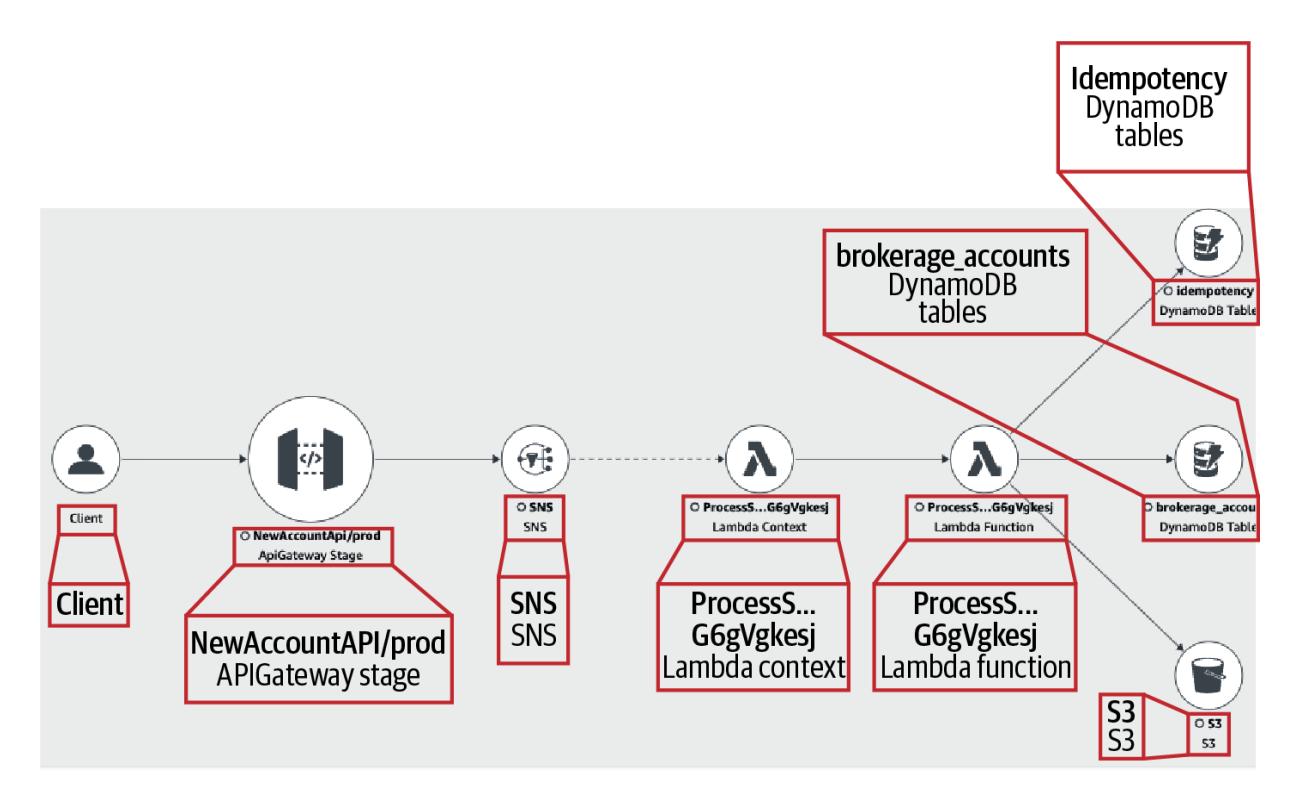 Idempotency
DynamoDB
tables
idempotency
DynamoDB Table
brokerage_accounts
DynamoDB
tables
Client
NewAccountApi/prod
ApiGateway Stage
SNS
SNS
ProcessS...G6gVgkesj
Lambda Context
ProcessS...G6gVgkesj
Lambda Function
brokerage_accou
DynamoDB Table
Client
NewAccountAPI/prod
APIGateway stage
SNS
SNS
ProcessS...
G6gVgkesj
Lambda context
ProcessS...
G6gVgkesj
Lambda function
S3
S3
S3
S3